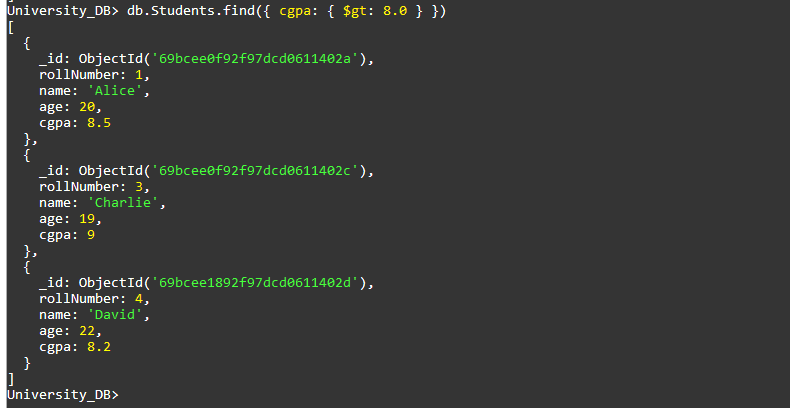 University_DB> db.Students.find({ cgpa: { $gt: 8.0 } })
[
  {
    _id: ObjectId('69bcee0f92f97dcd0611402a'),
    rollNumber: 1,
    name: 'Alice',
    age: 20,
    cgpa: 8.5
  },
  {
    _id: ObjectId('69bcee0f92f97dcd0611402c'),
    rollNumber: 3,
    name: 'Charlie',
    age: 19,
    cgpa: 9
  },
  {
    _id: ObjectId('69bcee1892f97dcd0611402d'),
    rollNumber: 4,
    name: 'David',
    age: 22,
    cgpa: 8.2
  }
]
University_DB>